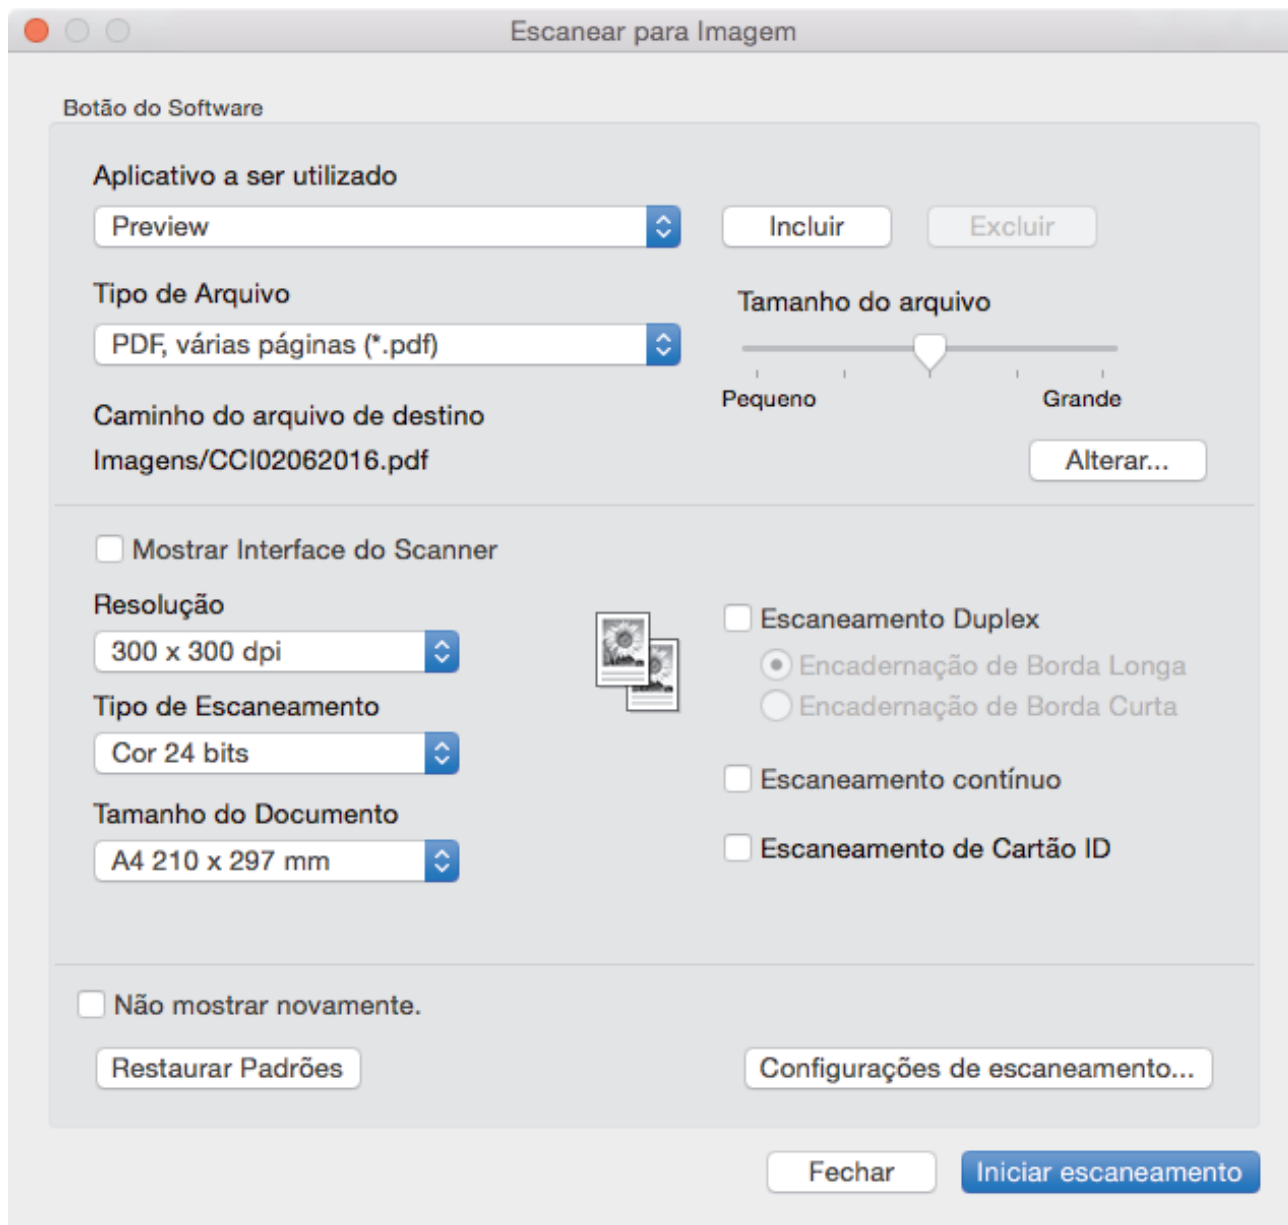 Escanear para Imagem
Botão do Software
Aplicativo a ser utilizado
Preview
Incluir
Excluir
Tipo de Arquivo
Tamanho do arquivo
PDF, várias páginas (*.pdf)
Pequeno
Grande
Caminho do arquivo de destino
Imagens/CCI02062016.pdf
Alterar...
Mostrar Interface do Scanner
Resolução
300 x 300 dpi
Tipo de Escaneamento
Cor 24 bits
Tamanho do Documento
A4 210 x 297 mm
Escaneamento Duplex
Encadernação de Borda Longa
Encadernação de Borda Curta
Escaneamento contínuo
Escaneamento de Cartão ID
Não mostrar novamente.
Restaurar Padrões
Configurações de escaneamento...
Fechar
Iniciar escaneamento